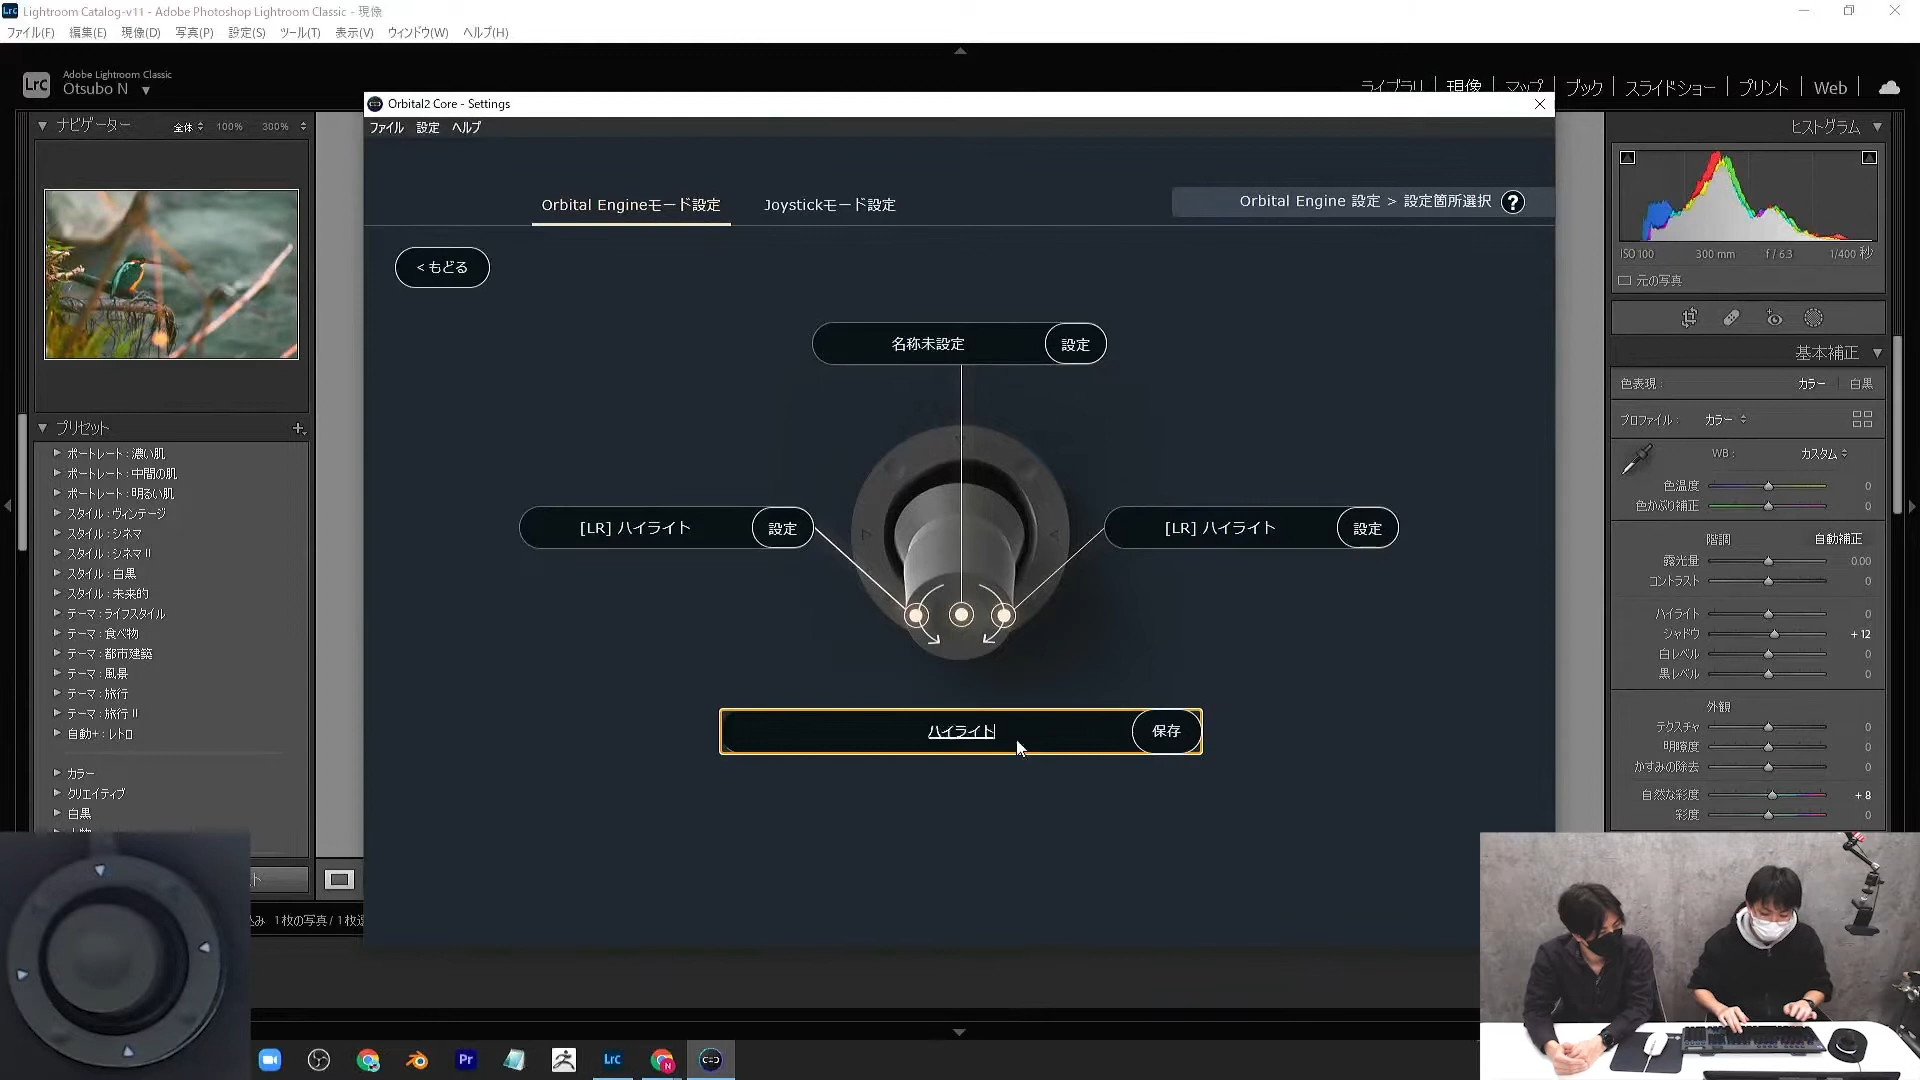 Lightroom Catalog-v11 - Adobe Photoshop Lightroom Classic - 現像
ファイル(F) 編集(E) 現像(D) 写真(P) 設定(S) ツール(T) 表示(V) ウィンドウ(W) ヘルプ(H)
LrC
Adobe Lightroom Classic
Otsubo N
ライブラリ 現像 マップ ブック スライドショー プリント Web
ナビゲーター 全体 100% 300%
プリセット
ポートレート : 濃い肌
ポートレート : 中間の肌
ポートレート : 明るい肌
スタイル : ヴィンテージ
スタイル : シネマ
スタイル : シネマ II
スタイル : 白黒
スタイル : 未来的
テーマ : ライフスタイル
テーマ : 食べ物
テーマ : 都市建築
テーマ : 風景
テーマ : 旅行
テーマ : 旅行 II
自動+ : レトロ
カラー
クリエイティブ
白黒
ト
込み 1枚の写真 / 1枚
Orbital2 Core - Settings
ファイル 設定 ヘルプ
Orbital Engineモード設定 Joystickモード設定
Orbital Engine 設定 > 設定箇所選択 ?
< もどる
名称未設定 設定
[LR] ハイライト 設定
[LR] ハイライト 設定
ハイライト 保存
ヒストグラム
ISO 100 300 mm f / 6.3 1/400 秒
元の写真
基本補正
色表現 : カラー 白黒
プロファイル : カラー
WB : カスタム
色温度 0
色かぶり補正 0
階調 自動補正
露光量 0.00
コントラスト 0
ハイライト 0
シャドウ + 12
白レベル 0
黒レベル 0
外観
テクスチャ 0
明瞭度 0
かすみの除去 0
自然な彩度 + 8
彩度 0
Pr
Lrc
N